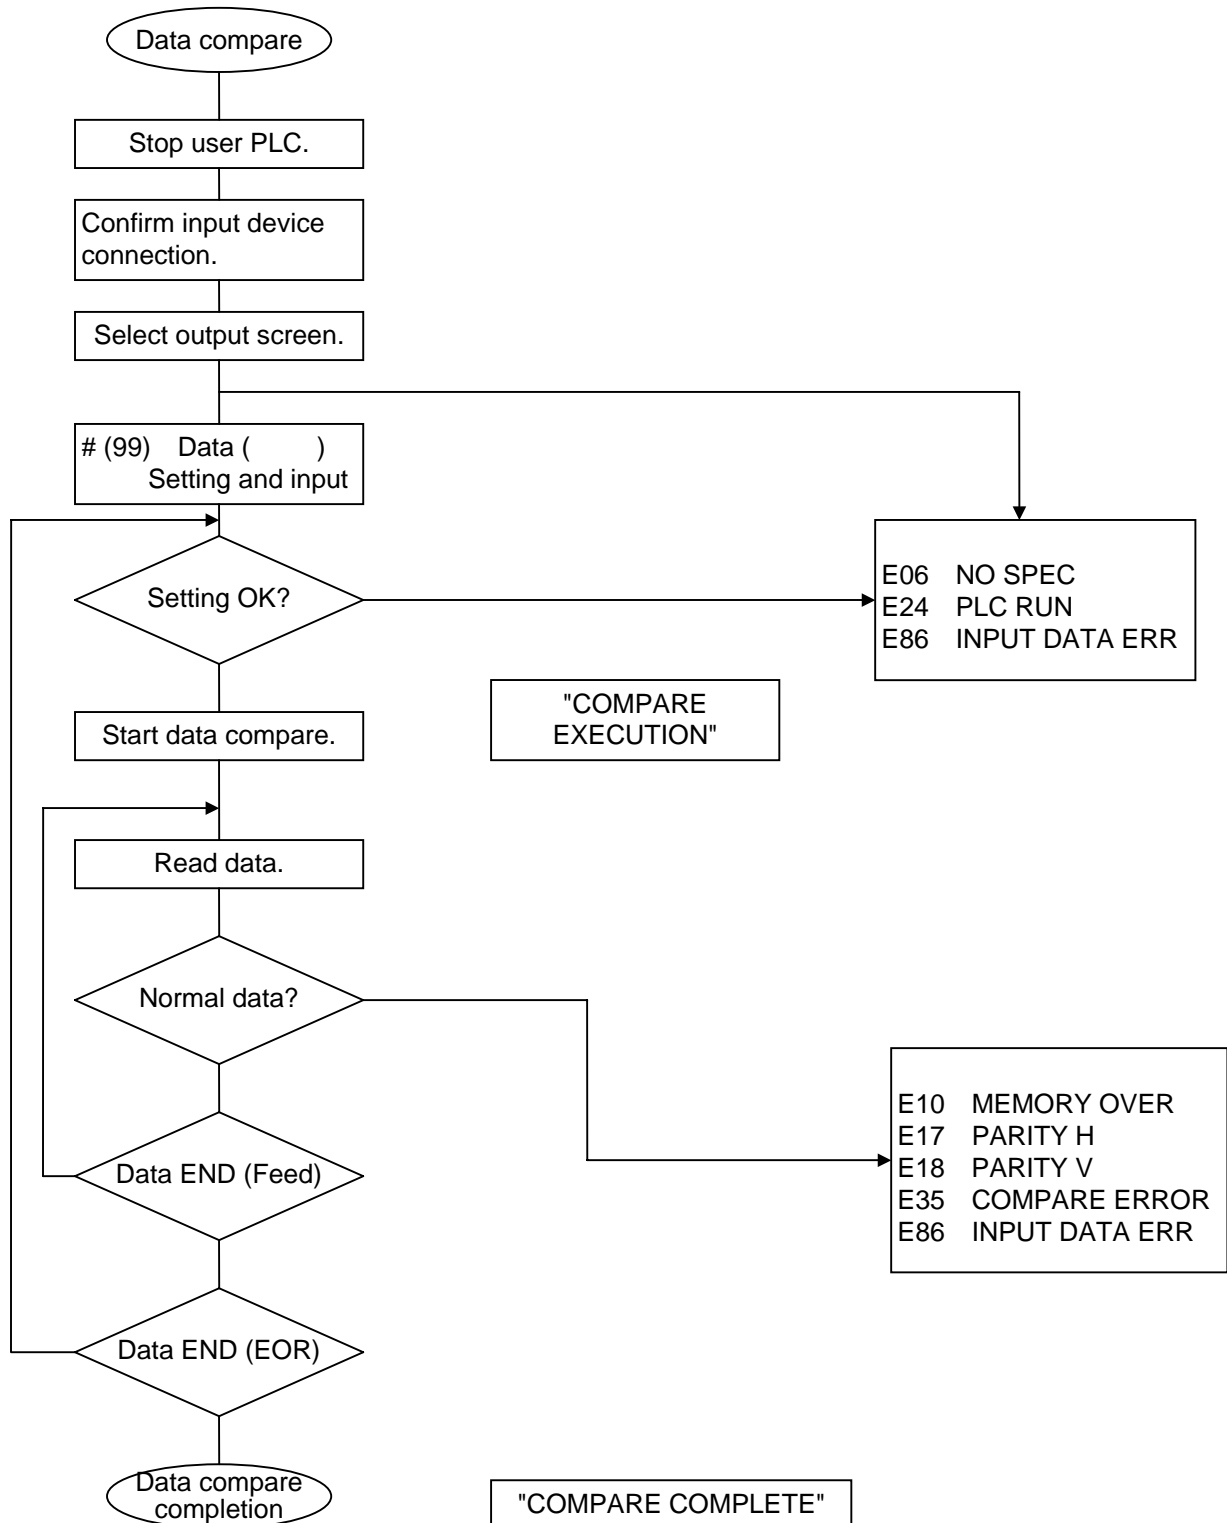 Data compare
Stop user PLC.
Confirm input device
connection.
Select output screen.
# (99) Data ( )
Setting and input
Setting OK?
E06 NO SPEC
E24 PLC RUN
E86 INPUT DATA ERR
"COMPARE
EXECUTION"
Start data compare.
Read data.
Normal data?
E10 MEMORY OVER
E17 PARITY H
E18 PARITY V
E35 COMPARE ERROR
E86 INPUT DATA ERR
Data END (Feed)
Data END (EOR)
Data compare
completion
"COMPARE COMPLETE"